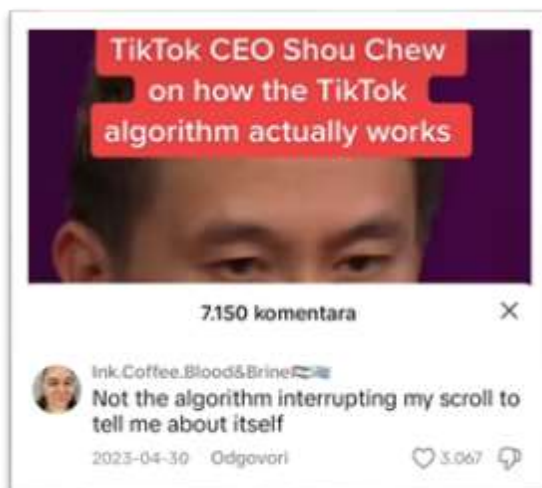 TikTok CEO Shou Chew
on how the TikTok
algorithm actually works
7.150 komentara
Ink.Coffee.Blood&Brine
Not the algorithm interrupting my scroll to
tell me about itself
2023-04-30 Odgovori 3.067